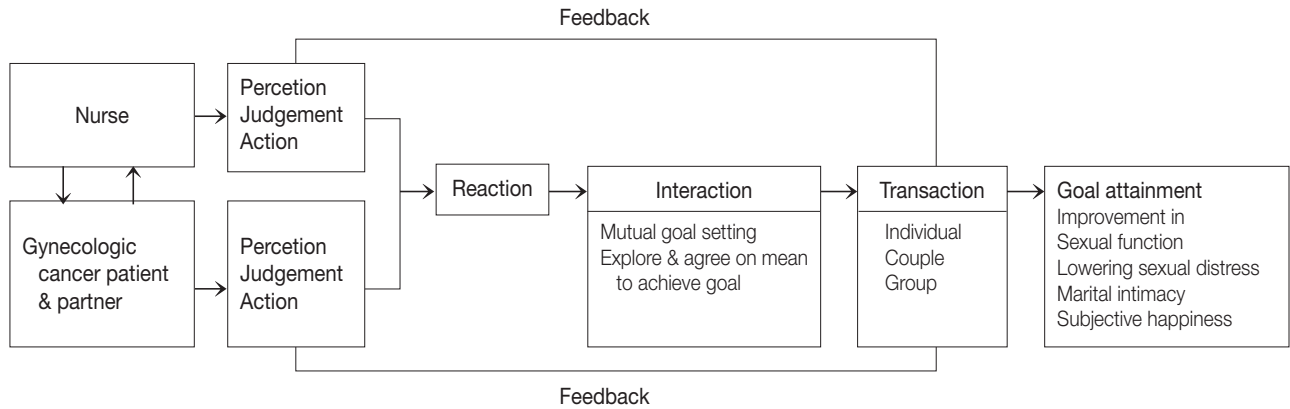 Feedback
Nurse
Percetion
Judgement
Action
Gynecologic
cancer patient
& partner
Percetion
Judgement
Action
Reaction
Interaction
Mutual goal setting
Explore & agree on mean
to achieve goal
Transaction
Individual
Couple
Group
Goal attainment
Improvement in
Sexual function
Lowering sexual distress
Marital intimacy
Subjective happiness
Feedback